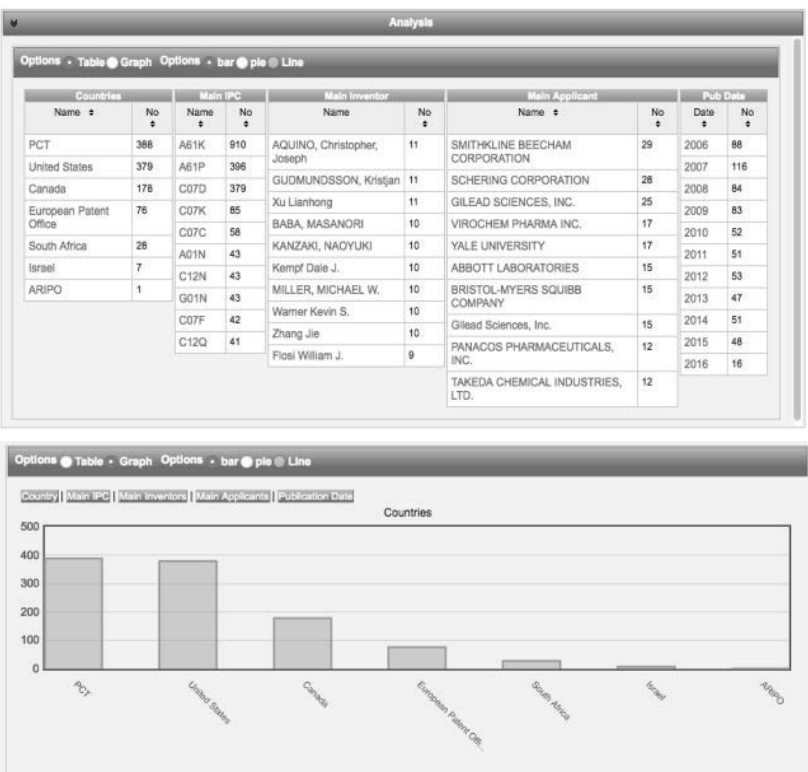 Analysis
Options Table Graph Options bar pie Line
Countries Main IPC Main Inventor Main Applicant Pub Date
Name No Name No Name No Name No Date No
PCT 388
United States 379
Canada 178
European Patent
Office 76
South Africa 28
Israel 7
ARIPO 1
A61K 910
A61P 396
C07D 379
C07K 85
C07C 58
A01N 43
C12N 43
G01N 43
C07F 42
C12Q 41
AQUINO, Christopher,
Joseph 11
GUDMUNDSSON, Kristjan 11
Xu Lianhong 11
BABA, MASANORI 10
KANZAKI, NAOYUKI 10
Kempf Dale J. 10
MILLER, MICHAEL W. 10
Warner Kevin S. 10
Zhang Jie 10
Flosi William J. 9
SMITHKLINE BEECHAM
CORPORATION 29
SCHERING CORPORATION 28
GILEAD SCIENCES, INC. 25
VIROCHEM PHARMA INC. 17
YALE UNIVERSITY 17
ABBOTT LABORATORIES 15
BRISTOL-MYERS SQUIBB
COMPANY 15
Gilead Sciences, Inc. 15
PANACOS PHARMACEUTICALS,
INC. 12
TAKEDA CHEMICAL INDUSTRIES,
LTD. 12
2006 88
2007 116
2008 84
2009 83
2010 52
2011 51
2012 53
2013 47
2014 51
2015 48
2016 16
Options Table Graph Options bar pie Line
Country | Main IPC | Main Inventors | Main Applicants | Publication Date
Countries
500
400
300
200
100
0
PCT
United States
Canada
European Patent Offi...
South Africa
Israel
ARIPO